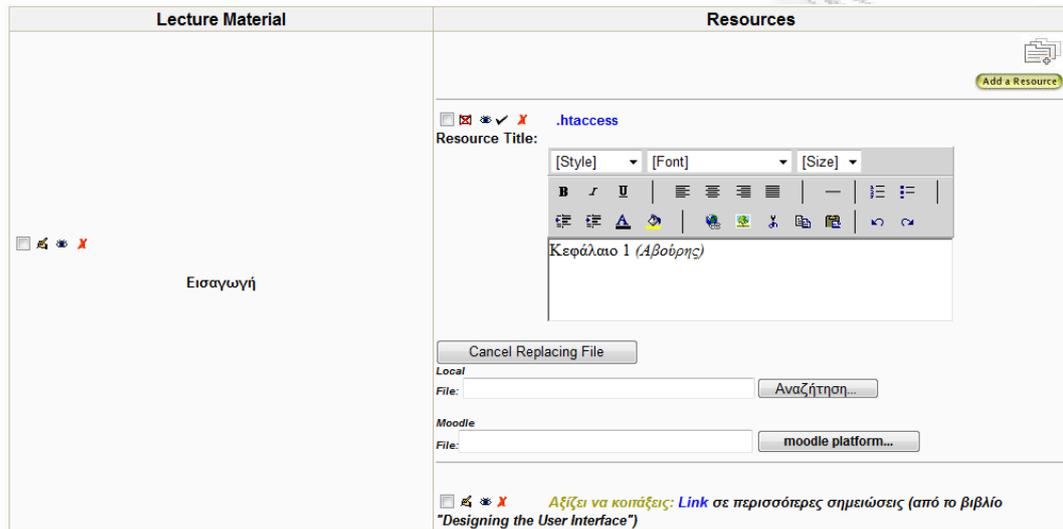 Lecture Material
Resources
Add a Resource
.htaccess
Resource Title:
[Style] [Font] [Size]
B I U
A
Κεφάλαιο 1 (Αβούρης)
Εισαγωγή
Cancel Replacing File
Local
File: Αναζήτηση...
Moodle
File: moodle platform...
Αξίζει να κοιτάξεις: Link σε περισσότερες σημειώσεις (από το βιβλίο
"Designing the User Interface")